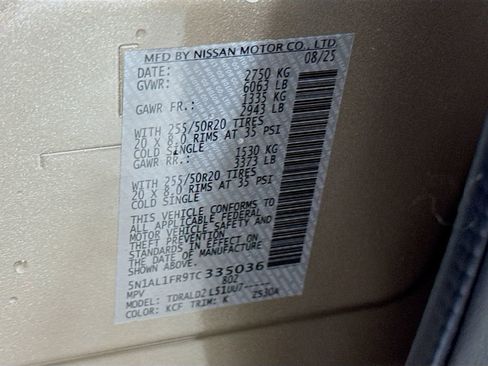 MFD BY NISSAN MOTOR CO., LTD
DATE: 08/25
GVWR: 2750 KG
6063 LB
GAWR FR.: 1335 KG
2943 LB
WITH 255/50R20 TIRES
20 X 8.0 RIMS AT 35 PSI
COLD SINGLE
GAWR RR.: 1530 KG
3373 LB
WITH 255/50R20 TIRES
20 X 8.0 RIMS AT 35 PSI
COLD SINGLE
THIS VEHICLE CONFORMS TO
ALL APPLICABLE FEDERAL
MOTOR VEHICLE SAFETY AND
THEFT PREVENTION
STANDARDS IN EFFECT ON
THE DATE OF MANUFACTURE
5N1AL1FR9TC335036
MPV 802
MODEL: TDRALD2L51UU7-----
COLOR: KCF TRIM: K 2530A